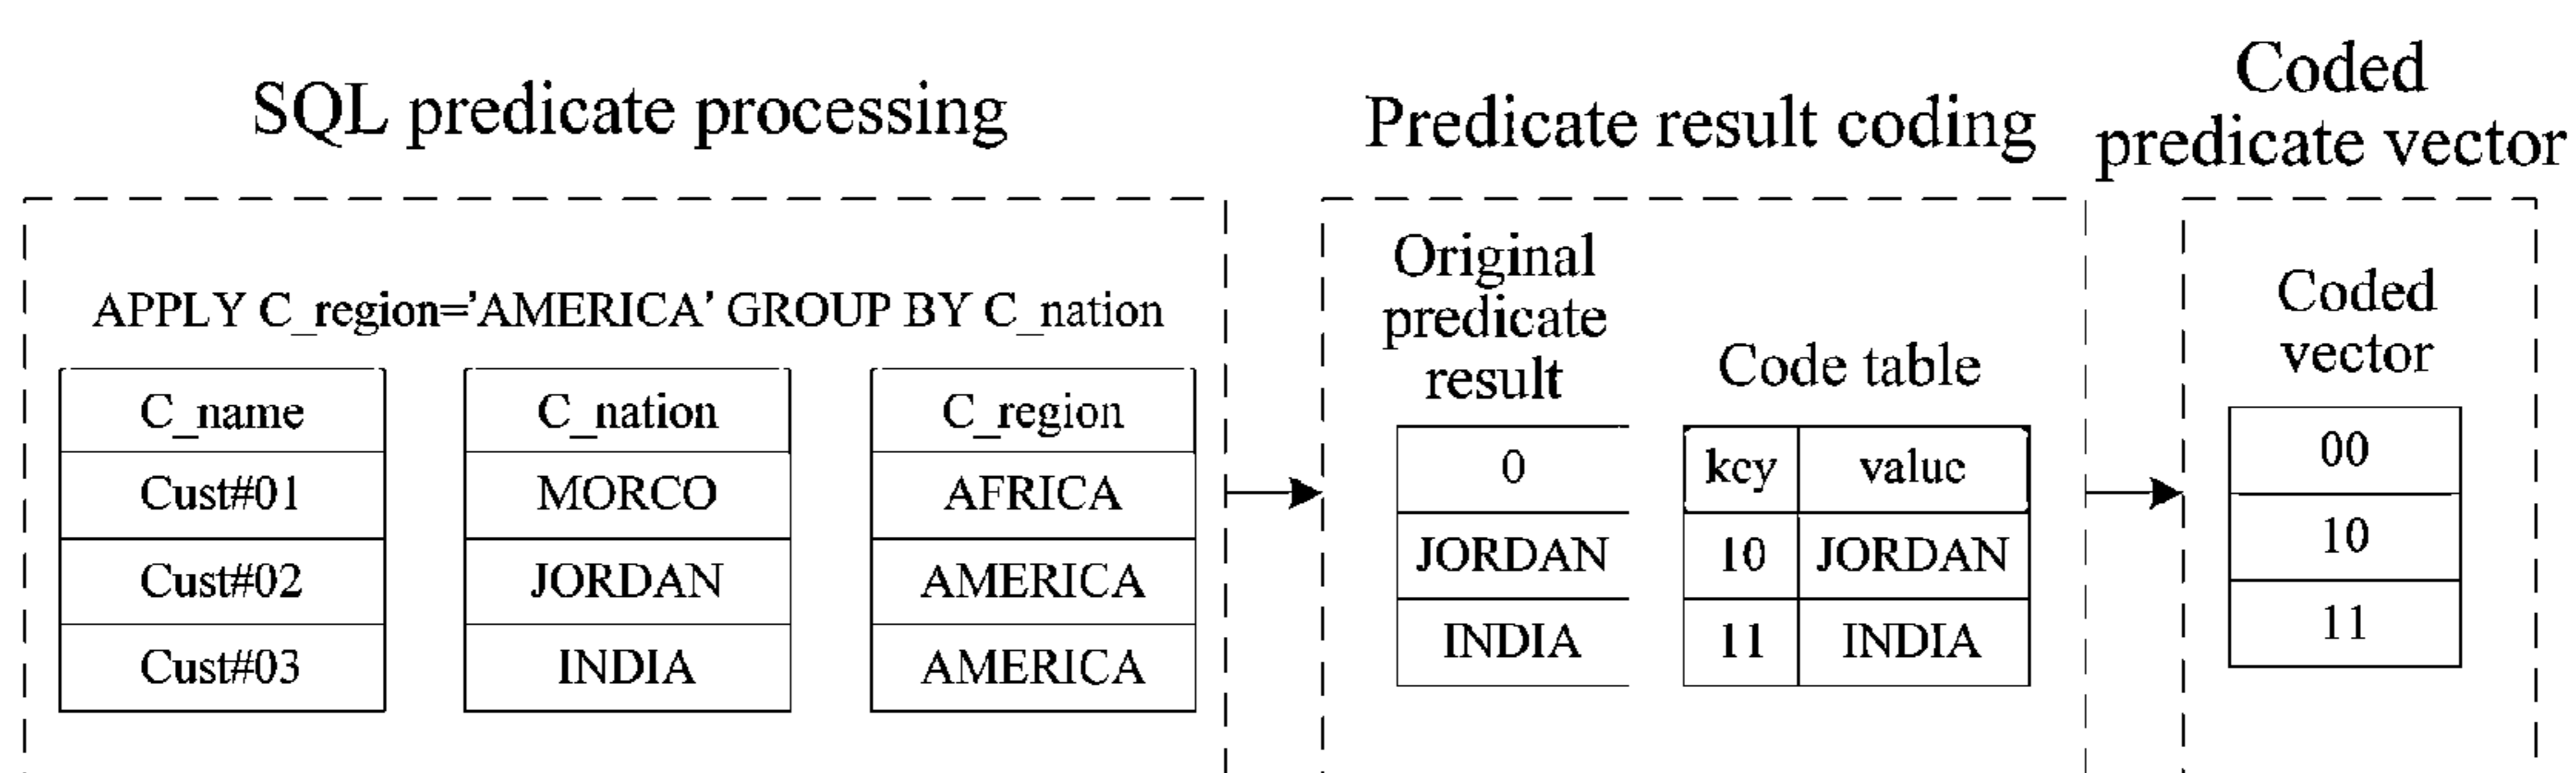 SQL predicate processing
Predicate result coding
Coded
predicate vector
APPLY C_region='AMERICA' GROUP BY C_nation
C_name
C_nation
C_region
Cust#01
MORCO
AFRICA
Cust#02
JORDAN
AMERICA
Cust#03
INDIA
AMERICA
Original
predicate
result
0
JORDAN
INDIA
Code table
key value
10 JORDAN
11 INDIA
Coded
vector
00
10
11